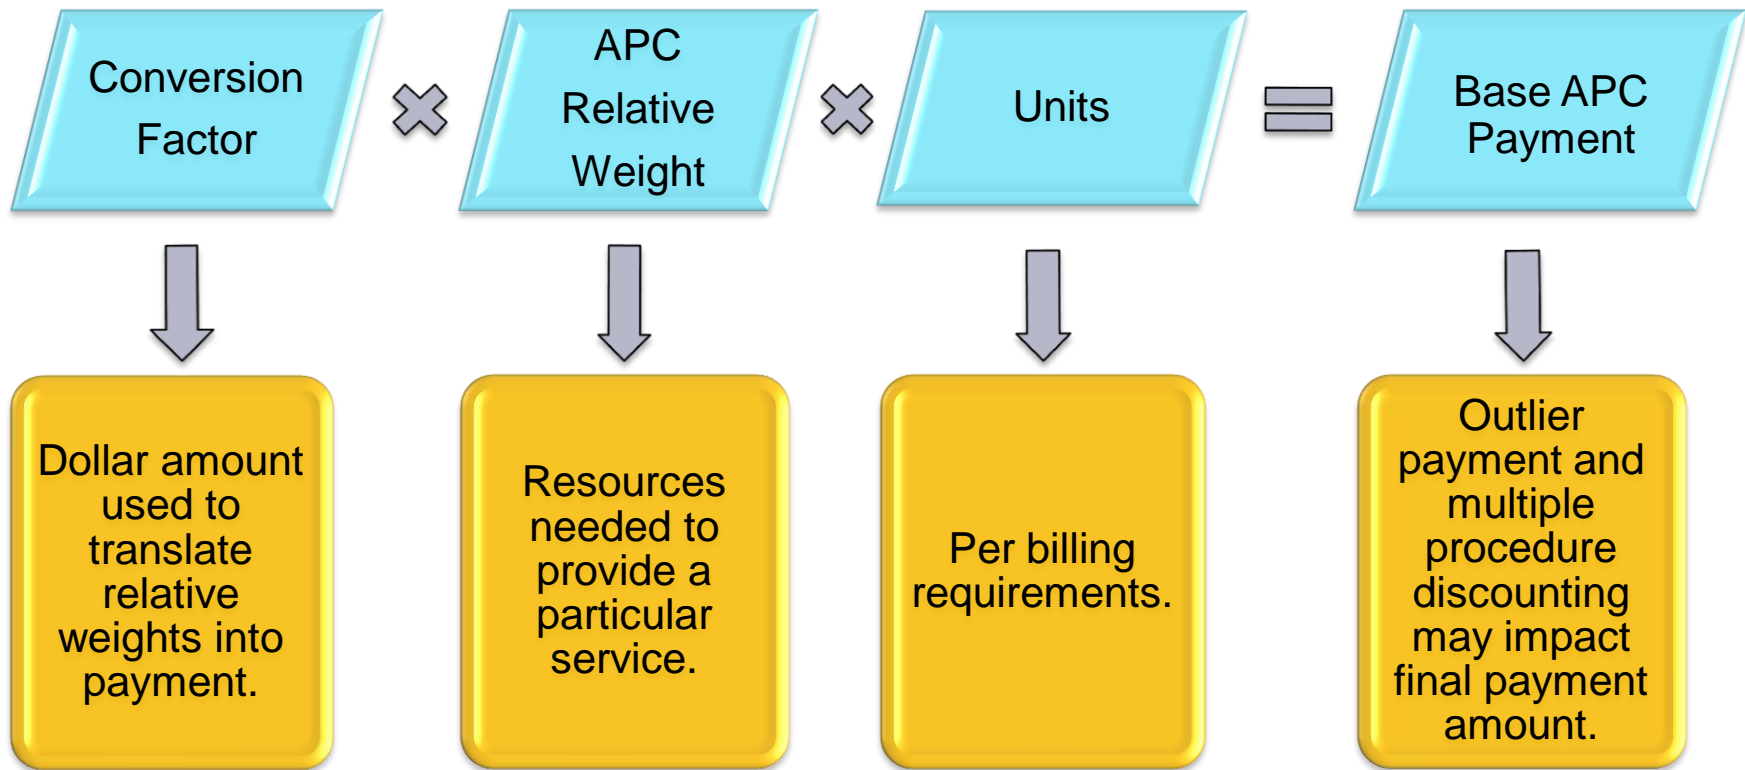 Conversion
Factor
APC
Relative
Weight
Units
Base APC
Payment
Dollar amount
used to
translate
relative
weights into
payment.
Resources
needed to
provide a
particular
service.
Per billing
requirements.
Outlier
payment and
multiple
procedure
discounting
may impact
final payment
amount.